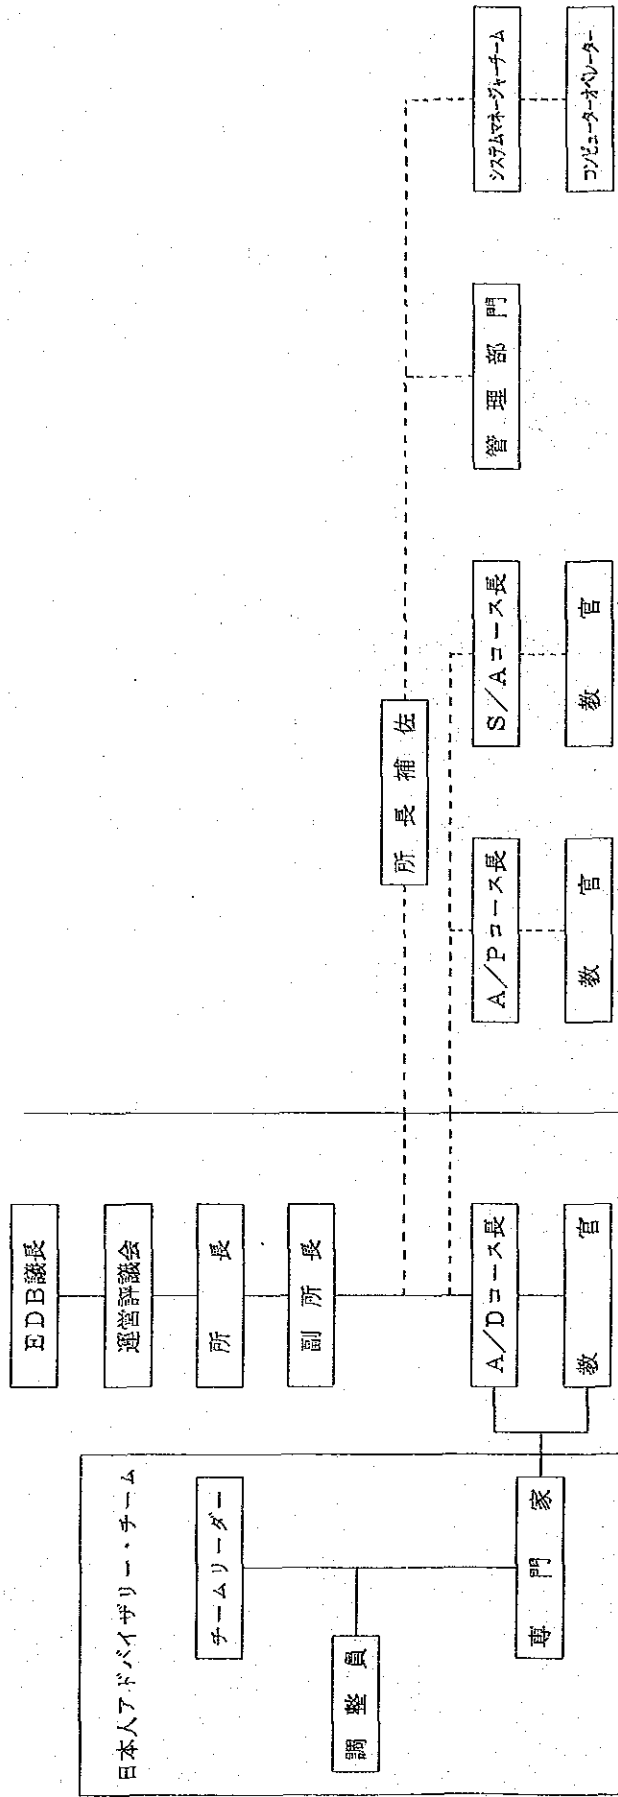 日本人アドバイザリー・チーム
チームリーダー
調整員
専門家
EDB議長
運営評議会
所長
副所長
A/Dコース長
教官
所長補佐
A/Pコース長
教官
S/Aコース長
教官
管理部門
システムマネージャーチーム
コンピューターオペレーター